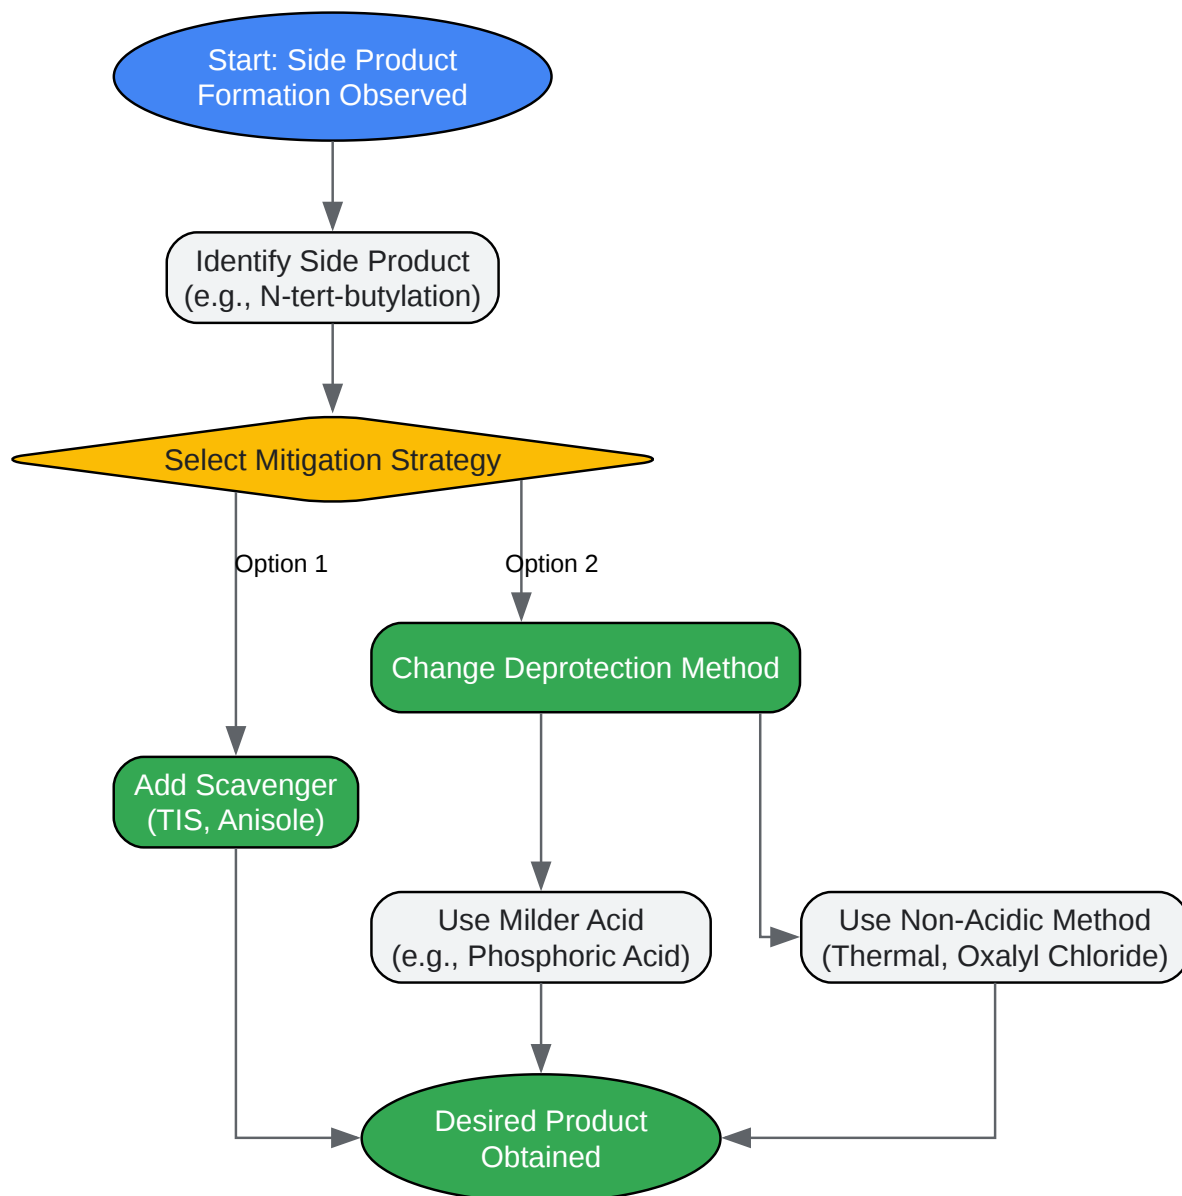 Start: Side Product
Formation Observed
Identify Side Product
(e.g., N-tert-butylation)
Select Mitigation Strategy
Option 1
Option 2
Change Deprotection Method
Add Scavenger
(TIS, Anisole)
Use Milder Acid
(e.g., Phosphoric Acid)
Use Non-Acidic Method
(Thermal, Oxalyl Chloride)
Desired Product
Obtained